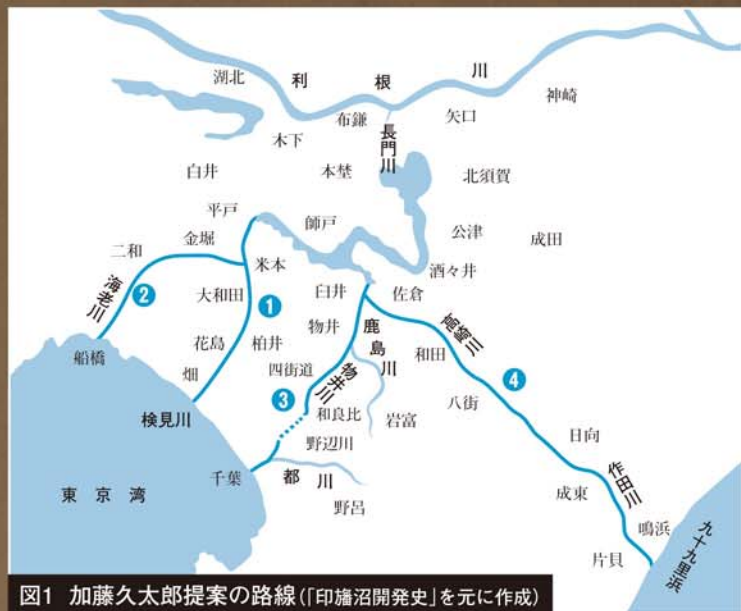 湖北
利根川
神崎
布鎌
矢口
長門川
木下
白井
本埜
北須賀
平戸
師戸
公津
成田
金堀
二和
米本
酒々井
海老川
②
大和田
①
臼井
佐倉
鹿島川
高崎川
物井
花島
柏井
船橋
和田
四街道
物井川
④
畑
八街
③
和良比
岩富
検見川
野辺川
日向
作田川
千葉
都川
成東
東京湾
野呂
鳴浜
片貝
九十九里浜
図1 加藤久太郎提案の路線(「印旛沼開発史」を元に作成)